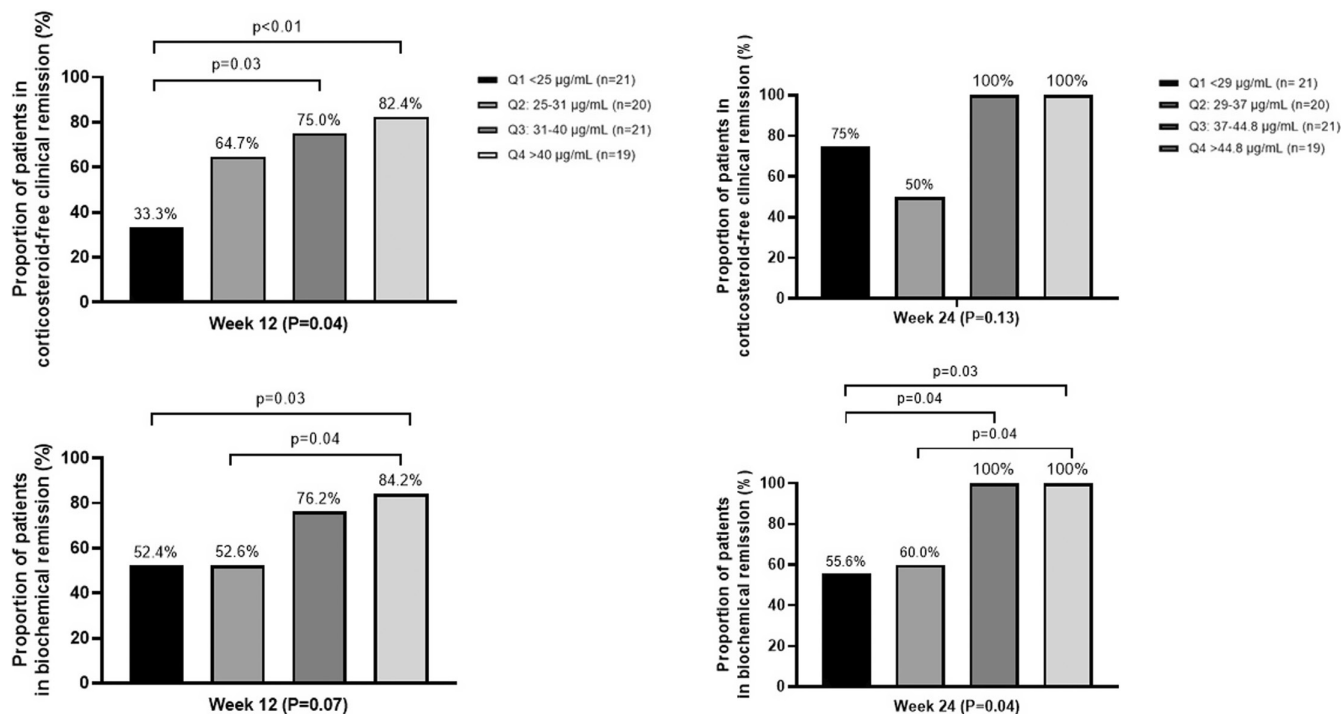 p<0.01
p=0.03
Proportion of patients in
corticosteroid-free clinical remission (%)
100
80
60
40
20
0
33.3%
64.7%
75.0%
82.4%
Week 12 (P=0.04)
Q1 <25 µg/mL (n=21)
Q2: 25-31 µg/mL (n=20)
Q3: 31-40 µg/mL (n=21)
Q4 >40 µg/mL (n=19)
Proportion of patients in
corticosteroid-free clinical remission (%)
100
80
60
40
20
0
75%
50%
100%
100%
Week 24 (P=0.13)
Q1 <29 µg/mL (n= 21)
Q2: 29-37 µg/mL (n=20)
Q3: 37-44.8 µg/mL (n=21)
Q4 >44.8 µg/mL (n=19)
p=0.03
p=0.04
Proportion of patients
in biochemical remission (%)
100
80
60
40
20
0
52.4%
52.6%
76.2%
84.2%
Week 12 (P=0.07)
p=0.03
p=0.04
p=0.04
Proportion of patients
in biochemical remission (%)
100
80
60
40
20
0
55.6%
60.0%
100%
100%
Week 24 (P=0.04)